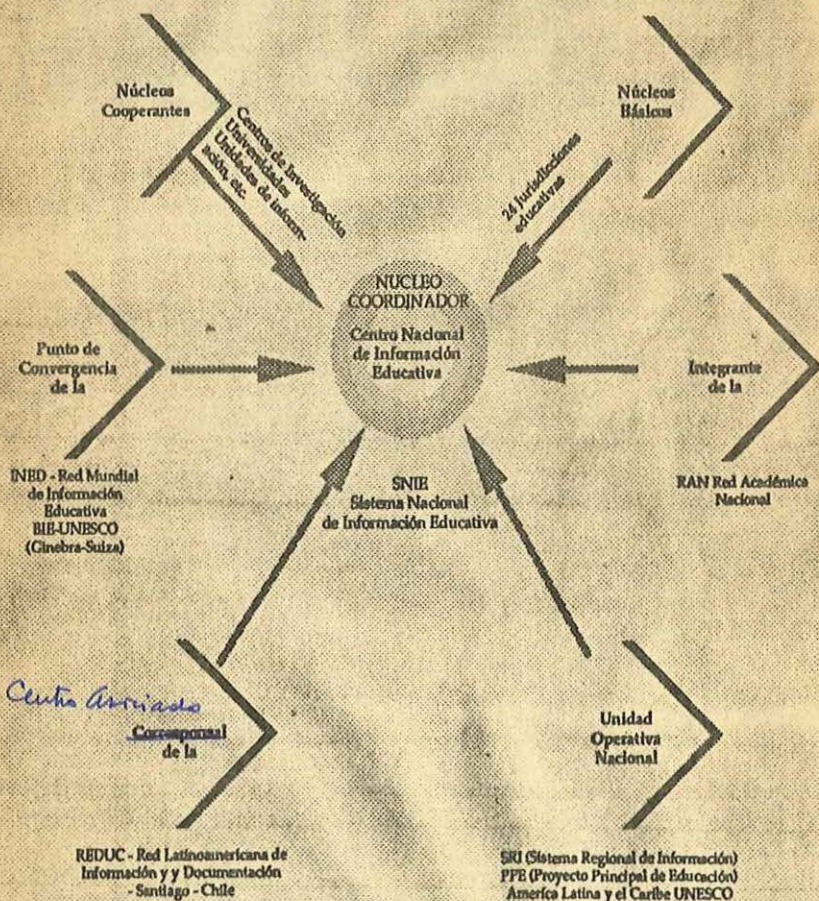 Núcleos
Cooperantes
Centros de Investigación
Universidades
Unidades de inform-
ación, etc.
Núcleos
Básicos
24 Jurisdicciones
educativas
NUCLEO
COORDINADOR
Centro Nacional
de Información
Educativa
Punto de
Convergencia
de la
INED - Red Mundial
de Información
Educativa
BIE-UNESCO
(Ginebra-Suiza)
Integrante
de la
RAN Red Académica
Nacional
SNIE
Sistema Nacional
de Información Educativa
Centro Asociado
Corresponsal
de la
REDUC - Red Latinoamericana de
Información y y Documentación
- Santiago - Chile
Unidad
Operativa
Nacional
SRI (Sistema Regional de Información)
PPE (Proyecto Principal de Educación)
America Latina y el Caribe UNESCO